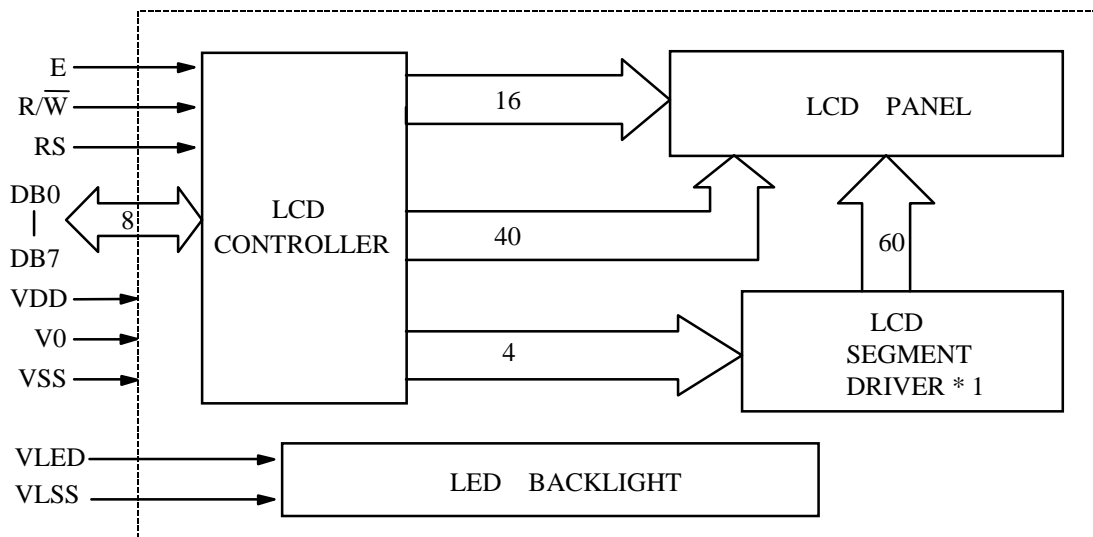 E
R/W̅
RS
DB0
DB7
VDD
V0
VSS
VLED
VLSS
8
LCD
CONTROLLER
16
40
4
LCD PANEL
60
LCD
SEGMENT
DRIVER * 1
LED BACKLIGHT